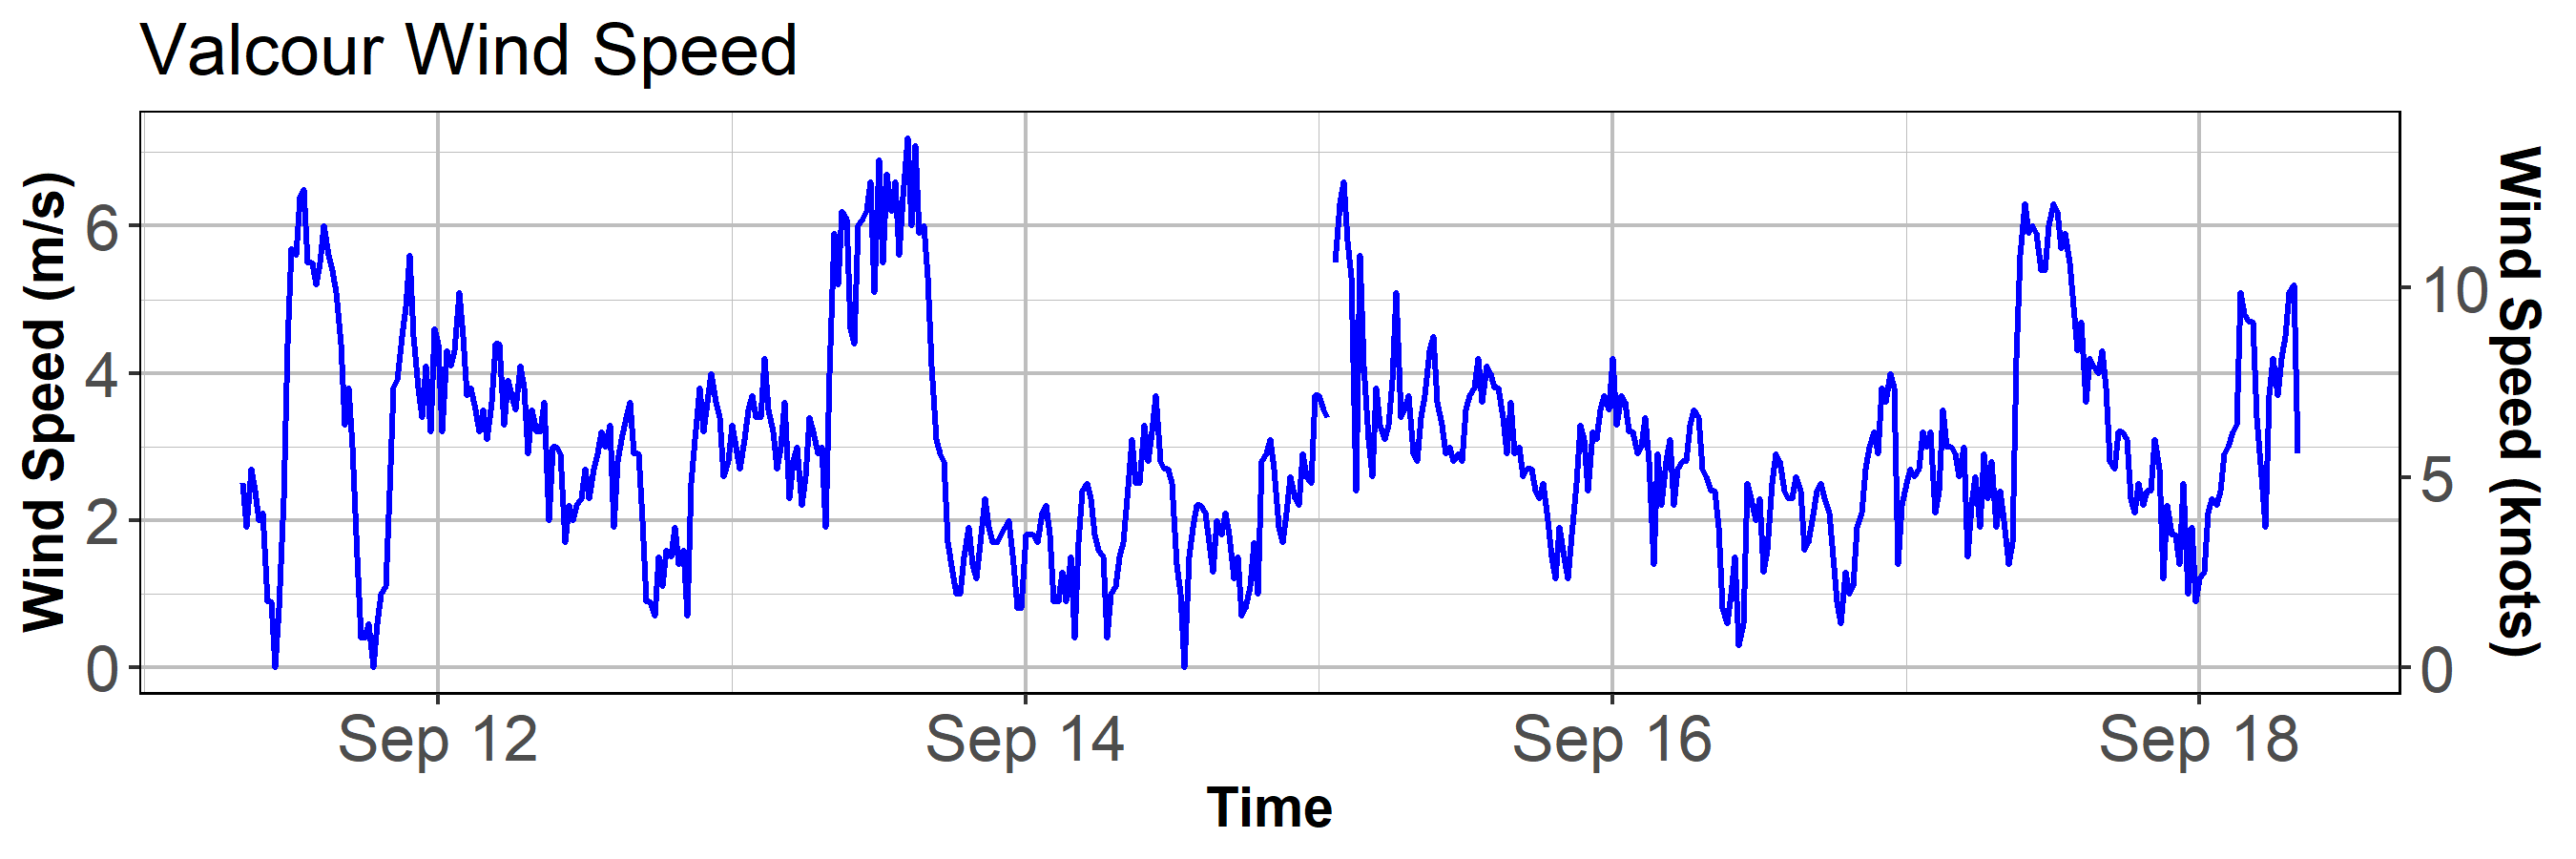 Valcour Wind Speed
Wind Speed (m/s)
6
4
2
0
Wind Speed (knots)
10
5
0
Sep 12
Sep 14
Sep 16
Sep 18
Time